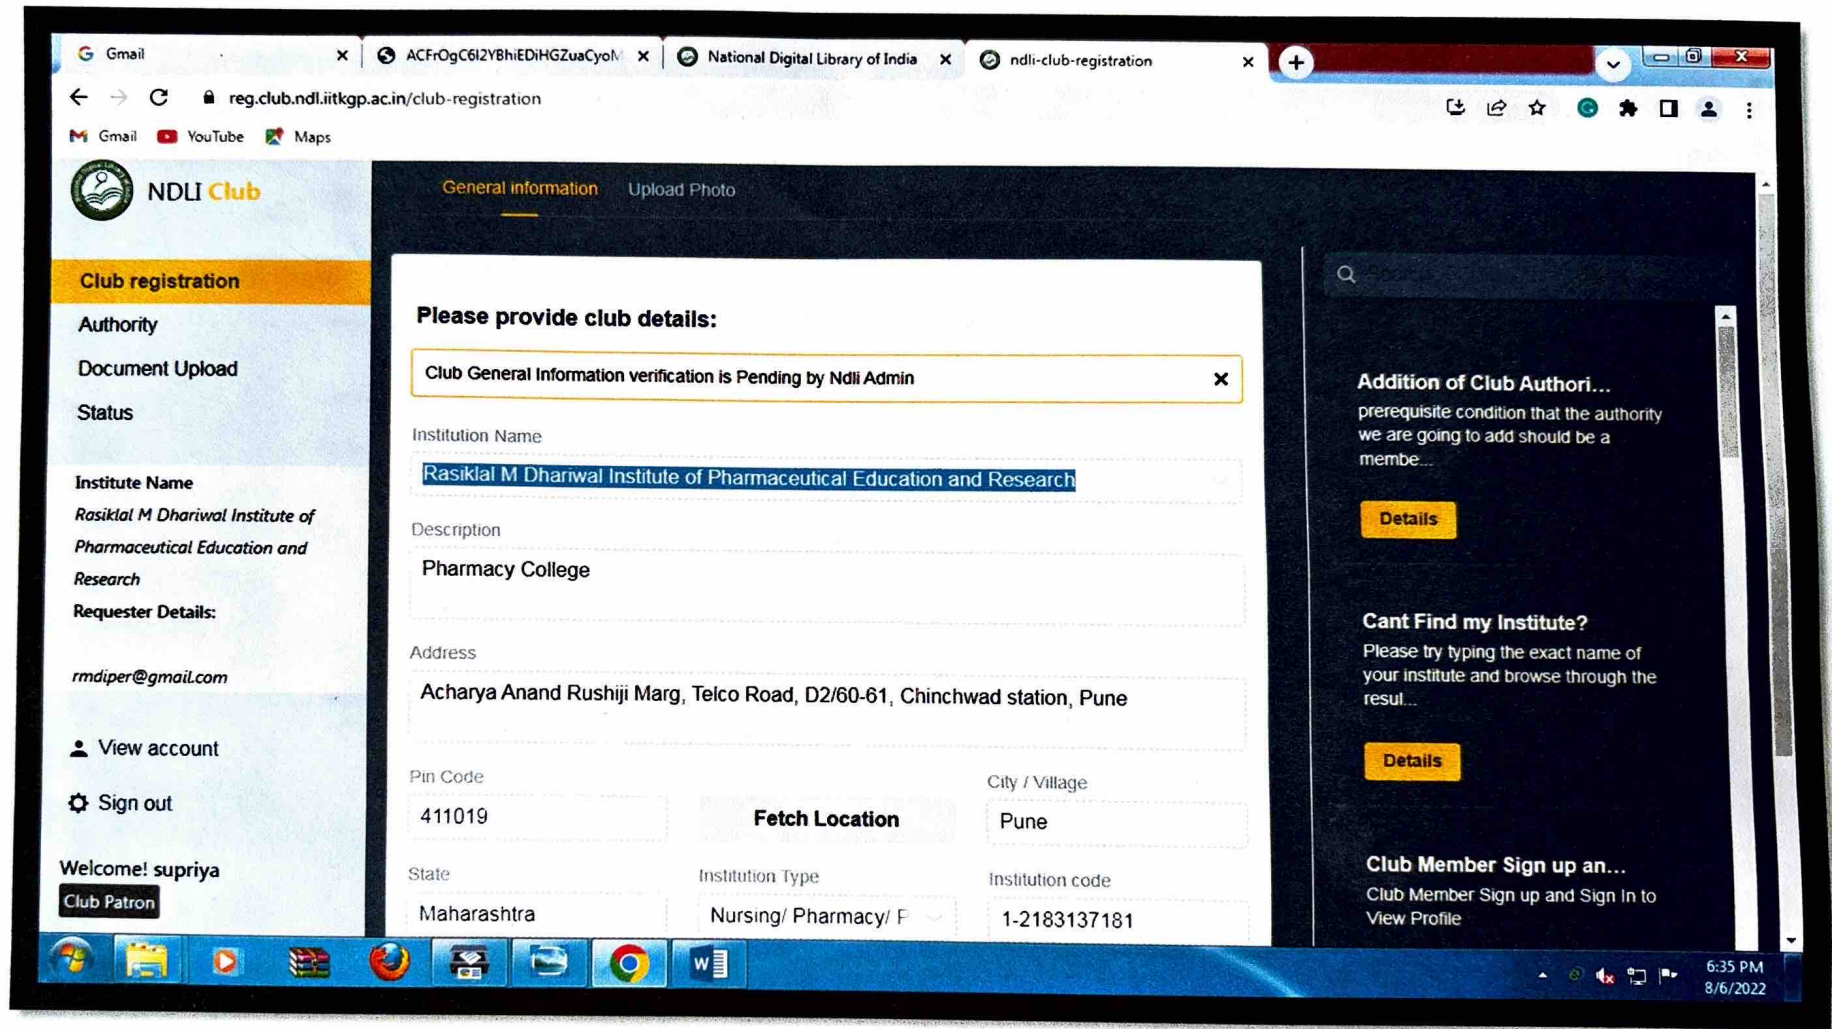 Gmail
ACFrOgC6I2YBhiEDiHGZuaCyoM
National Digital Library of India
ndli-club-registration
reg.club.ndl.iitkgp.ac.in/club-registration
Gmail YouTube Maps
NDLI Club
Club registration
Authority
Document Upload
Status
Institute Name
Rasiklal M Dhariwal Institute of
Pharmaceutical Education and
Research
Requester Details:
rmdiper@gmail.com
View account
Sign out
Welcome! supriya
Club Patron
General information Upload Photo
Please provide club details:
Club General Information verification is Pending by Ndli Admin
Institution Name
Rasiklal M Dhariwal Institute of Pharmaceutical Education and Research
Description
Pharmacy College
Address
Acharya Anand Rushiji Marg, Telco Road, D2/60-61, Chinchwad station, Pune
Pin Code
411019
Fetch Location
City / Village
Pune
State
Maharashtra
Institution Type
Nursing/ Pharmacy/ P
Institution code
1-2183137181
Addition of Club Authori...
prerequisite condition that the authority
we are going to add should be a
membe...
Details
Cant Find my Institute?
Please try typing the exact name of
your institute and browse through the
resul...
Details
Club Member Sign up an...
Club Member Sign up and Sign In to
View Profile
6:35 PM
8/6/2022